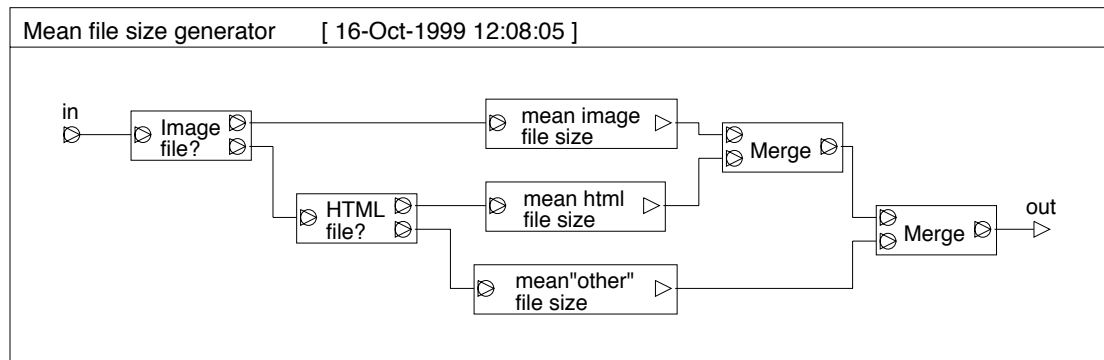 Mean file size generator [ 16-Oct-1999 12:08:05 ]
in
Image
file?
mean image
file size
Merge
HTML
file?
mean html
file size
Merge
out
mean"other"
file size